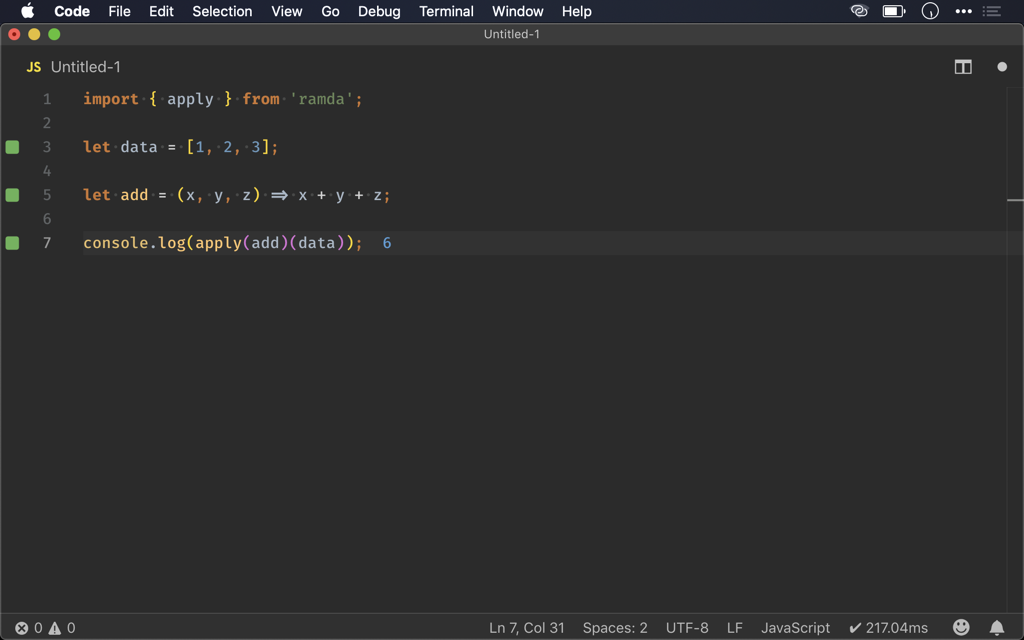 Code File Edit Selection View Go Debug Terminal Window Help
Untitled-1
JS Untitled-1
1 import { apply } from 'ramda';
2
3 let data = [1, 2, 3];
4
5 let add = (x, y, z) => x + y + z;
6
7 console.log(apply(add)(data)); 6
0 0 Ln 7, Col 31 Spaces: 2 UTF-8 LF JavaScript ✔ 217.04ms